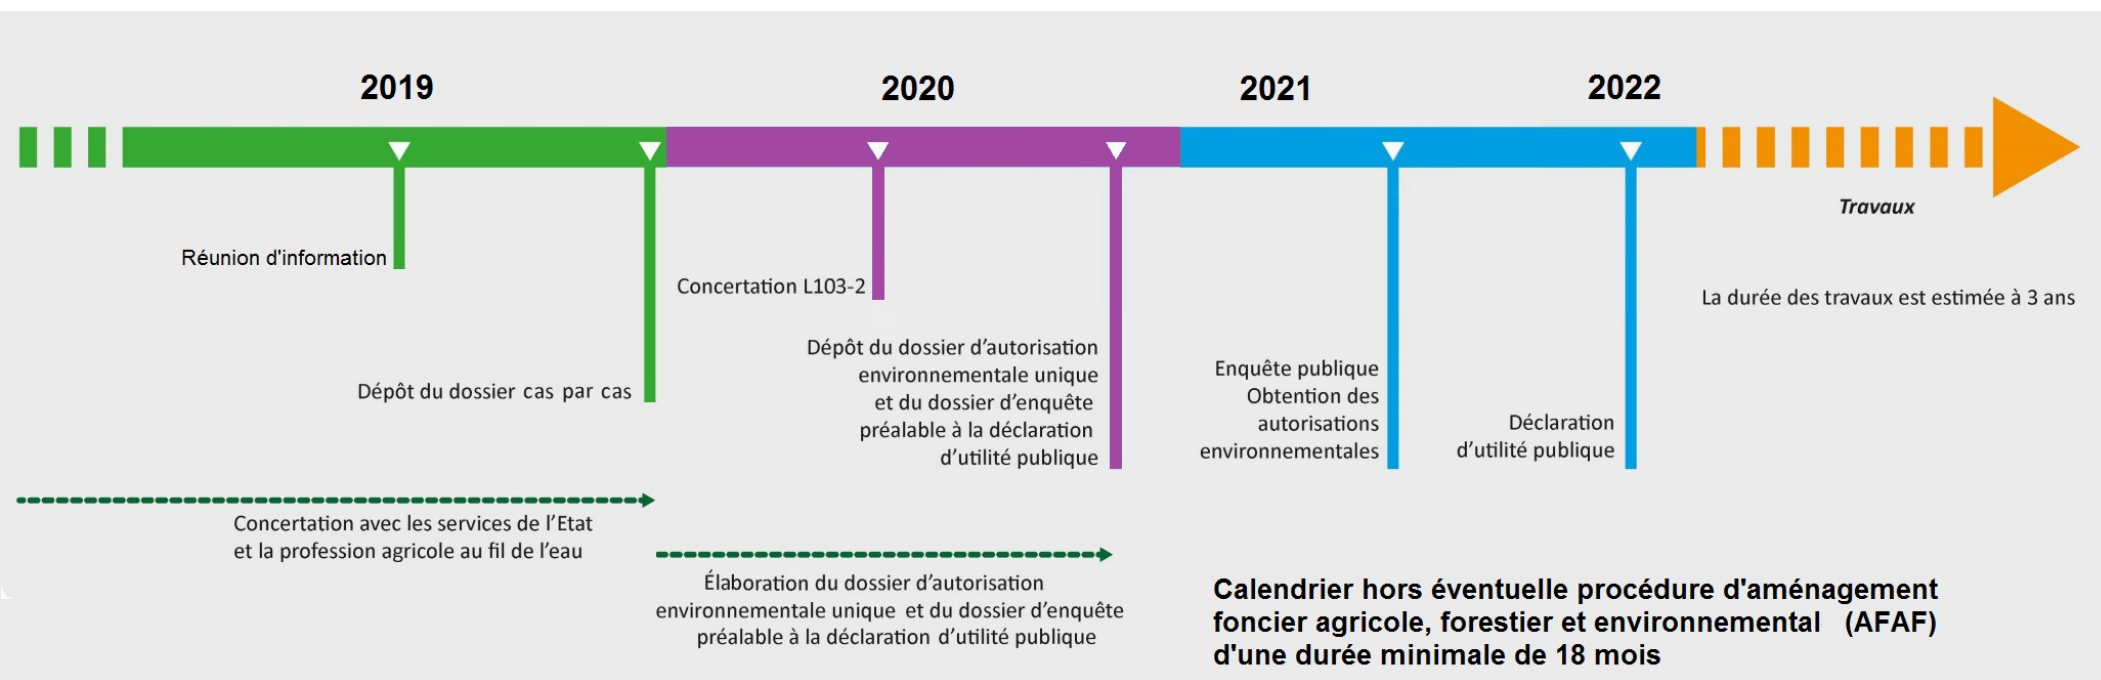 2019
2020
2021
2022
Travaux
Réunion d'information
Concertation L103-2
La durée des travaux est estimée à 3 ans
Dépôt du dossier cas par cas
Dépôt du dossier d’autorisation
environnementale unique
et du dossier d’enquête
préalable à la déclaration
d’utilité publique
Enquête publique
Obtention des
autorisations
environnementales
Déclaration
d’utilité publique
Concertation avec les services de l’Etat
et la profession agricole au fil de l’eau
Élaboration du dossier d’autorisation
environnementale unique et du dossier d’enquête
préalable à la déclaration d’utilité publique
Calendrier hors éventuelle procédure d'aménagement
foncier agricole, forestier et environnemental (AFAF)
d'une durée minimale de 18 mois